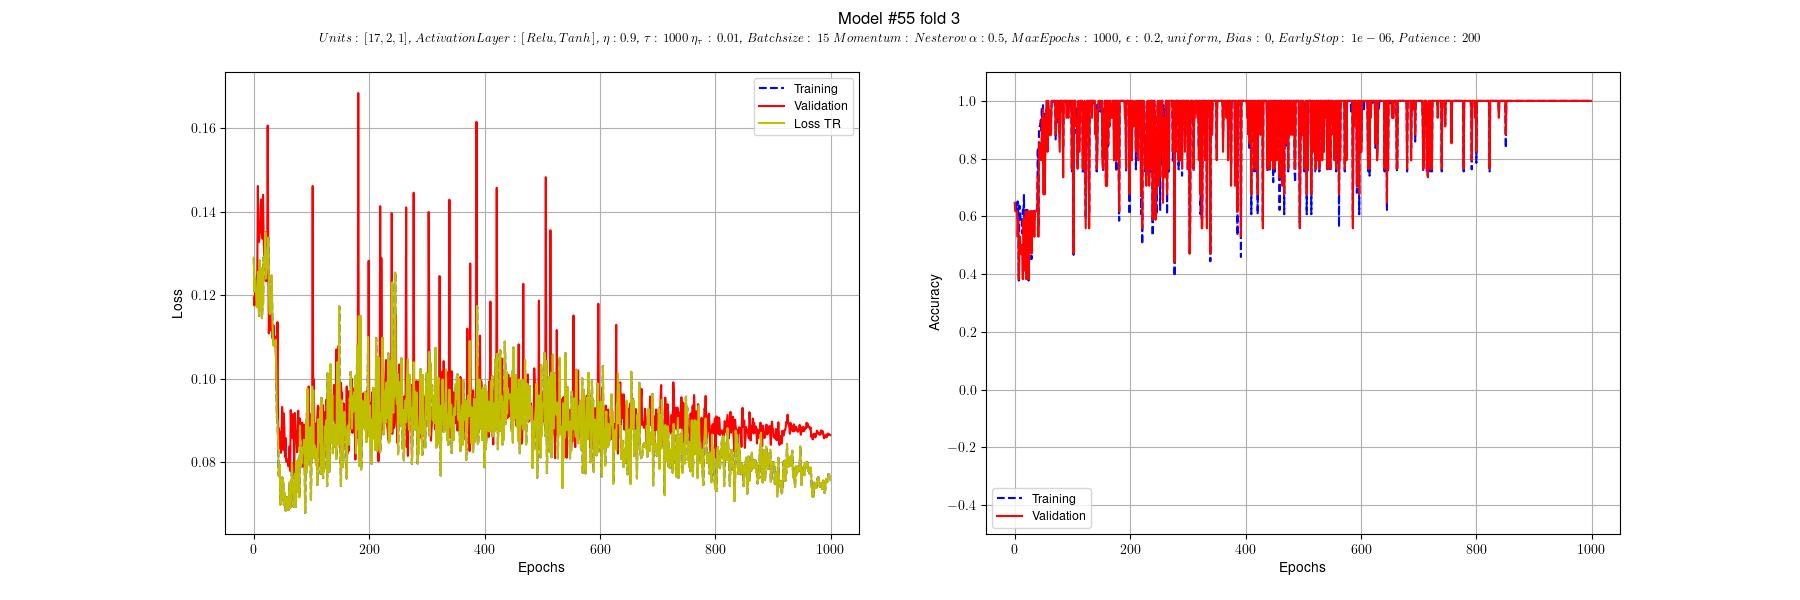 Model #55 fold 3
Units : [17, 2, 1], ActivationLayer : [Relu, Tanh], η : 0.9, τ : 1000 ητ : 0.01, Batchsize : 15 Momentum : Nesterov α : 0.5, MaxEpochs : 1000, ϵ : 0.2, uniform, Bias : 0, EarlyStop : 1e − 06, Patience : 200
Training
Validation
Loss TR
0.16
0.14
0.12
0.10
0.08
Loss
0 200 400 600 800 1000
Epochs
1.0
0.8
0.6
0.4
0.2
0.0
−0.2
−0.4
Accuracy
Training
Validation
0 200 400 600 800 1000
Epochs